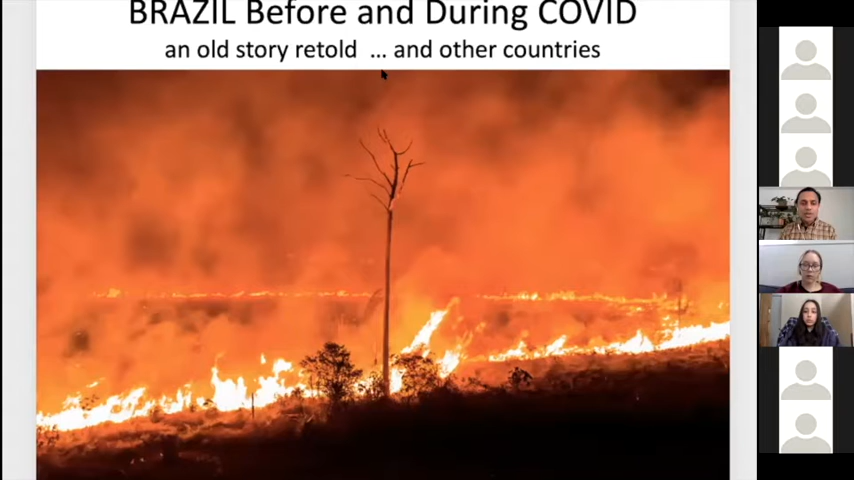 BRAZIL Before and During COVID
an old story retold ... and other countries